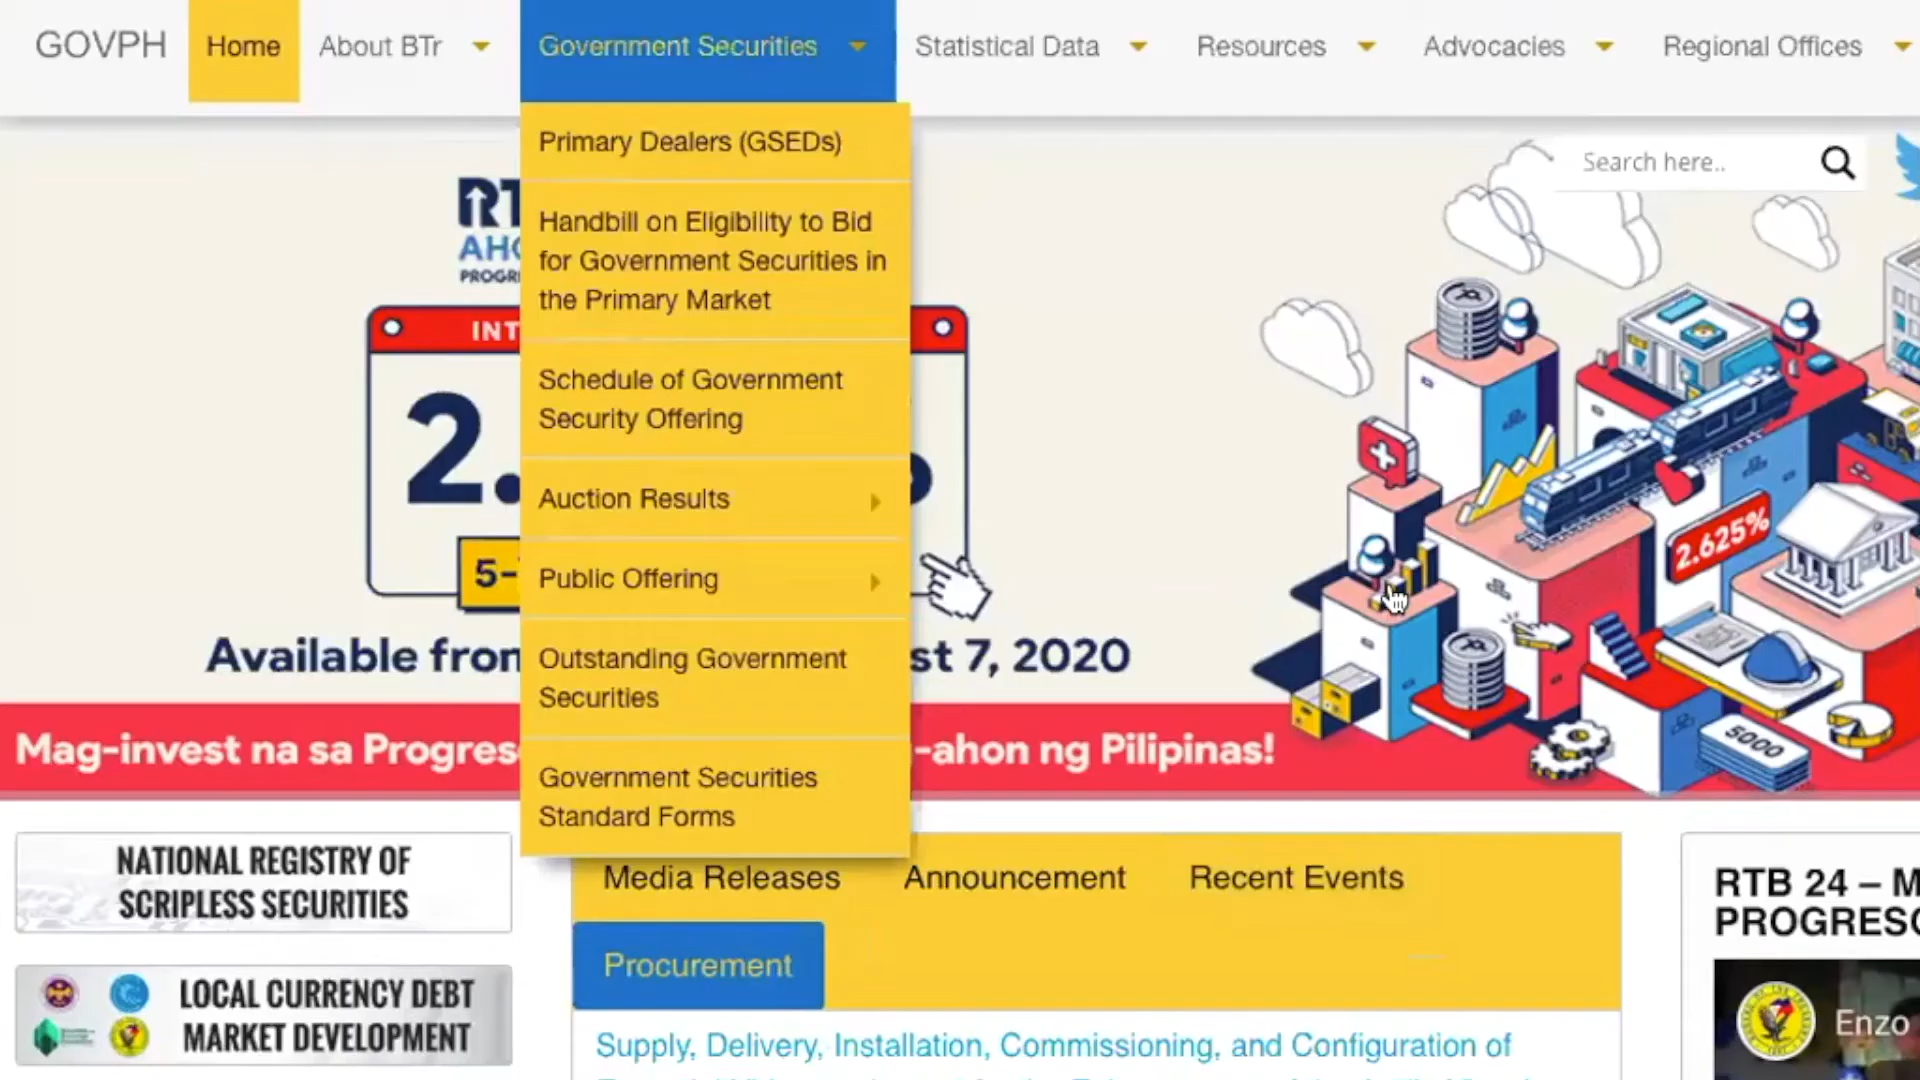 GOVPH
Home
About BTr
Government Securities
Statistical Data
Resources
Advocacies
Regional Offices
Primary Dealers (GSEDs)
Handbill on Eligibility to Bid
for Government Securities in
the Primary Market
Schedule of Government
Security Offering
Auction Results
Public Offering
Outstanding Government
Securities
Government Securities
Standard Forms
Search here..
2.
5-
Available
st 7, 2020
2.625%
5000
Mag-invest na sa
-ahon ng Pilipinas!
NATIONAL REGISTRY OF
SCRIPLESS SECURITIES
LOCAL CURRENCY DEBT
MARKET DEVELOPMENT
Media Releases
Announcement
Recent Events
Procurement
Supply, Delivery, Installation, Commissioning, and Configuration of
RTB 24 – M
PROGRESO
Enzo